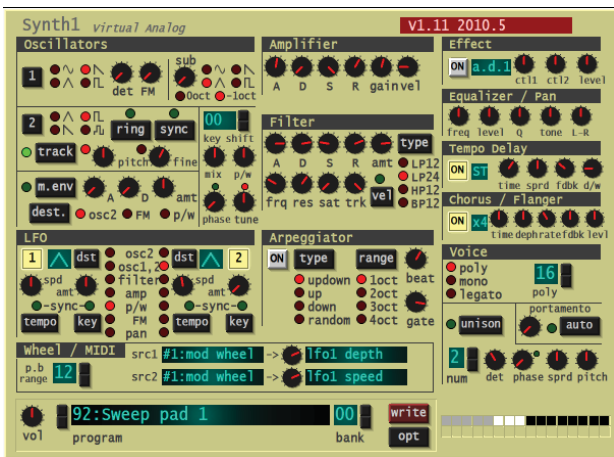 Synth1 Virtual Analog
v1.11 2010.5
Oscillators
1
det FM
sub
0oct -1oct
2
ring sync
00
key shift
track
pitch fine
mix p/w
m.env
A D amt
dest.
osc2 FM p/w
phase tune
Amplifier
A D S R gain vel
Filter
A D S R amt
type
LP12
LP24
HP12
BP12
frq res sat trk
vel
Effect
ON a.d.1
ctl1 ctl2 level
Equalizer / Pan
freq level Q tone L-R
Tempo Delay
ON ST
time sprd fdbk d/w
Chorus / Flanger
ON x4
time deph rate fdbk levl
LFO
1 dst
spd
amt
sync
tempo key
osc2
osc1,2
filter
amp
p/w
FM
pan
dst 2
spd
amt
sync
tempo key
Arpeggiator
ON type range
beat
updown 1oct
up 2oct
down 3oct
random 4oct
gate
Voice
poly
mono
legato
16
poly
portamento
unison
auto
2
num
det phase sprd pitch
Wheel / MIDI
p.b
range 12
src1 #1:mod wheel -> lfo1 depth
src2 #1:mod wheel -> lfo1 speed
vol
92:Sweep pad 1
program
00
bank
write
opt